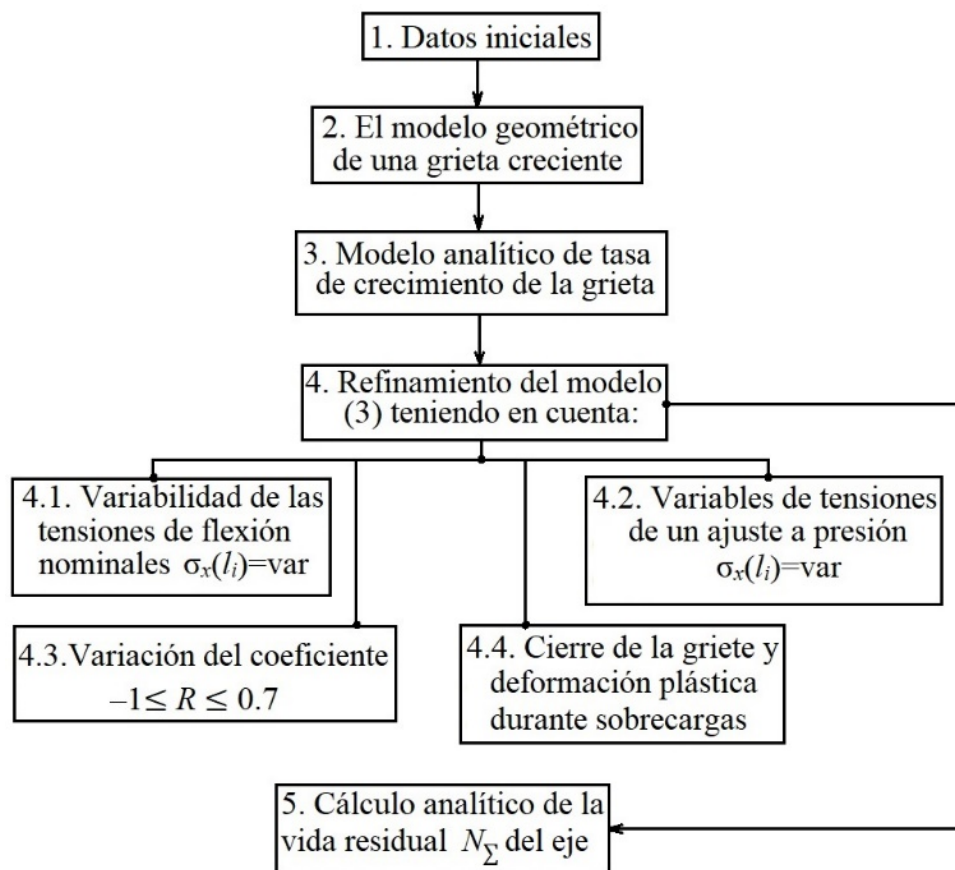 1. Datos iniciales
2. El modelo geométrico
de una grieta creciente
3. Modelo analítico de tasa
de crecimiento de la grieta
4. Refinamiento del modelo
(3) teniendo en cuenta:
4.1. Variabilidad de las
tensiones de flexión
nominales σₓ(lᵢ)=var
4.2. Variables de tensiones
de un ajuste a presión
σₓ(lᵢ)=var
4.3.Variación del coeficiente
–1≤ R ≤ 0.7
4.4. Cierre de la griete y
deformación plástica
durante sobrecargas
5. Cálculo analítico de la
vida residual N_Σ del eje